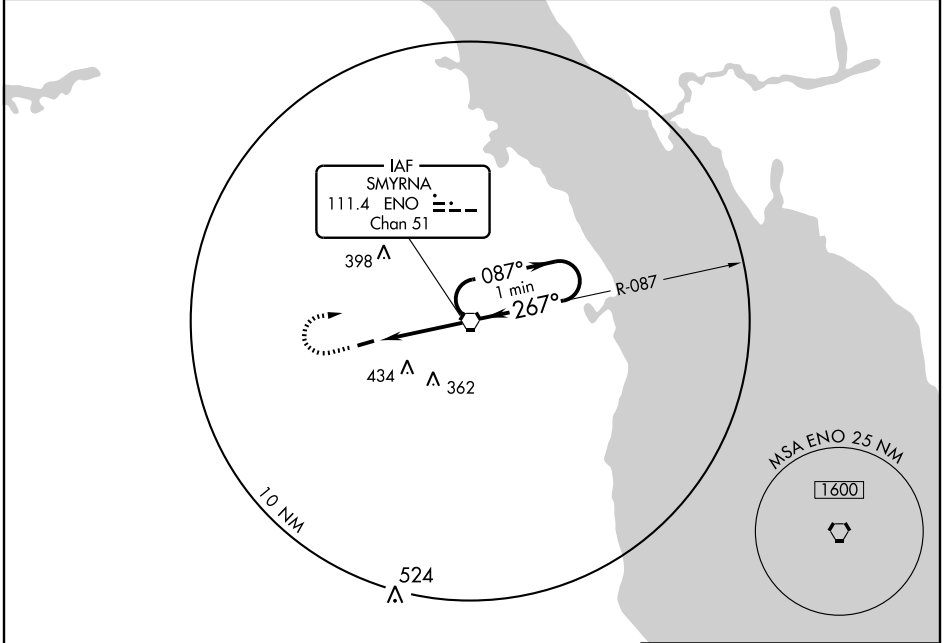 IAF
SMYRNA
111.4 ENO
Chan 51
398
087°
1 min
267°
R-087
434
362
MSA ENO 25 NM
1600
10 NM
524